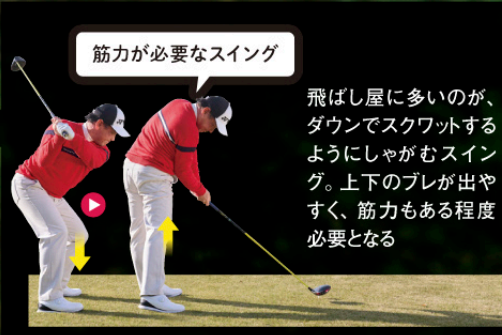 筋力が必要なスイング
飛ばし屋に多いのが、
ダウンでスクワットする
ようにしゃがむスイン
グ。上下のブレが出や
すく、筋力もある程度
必要となる